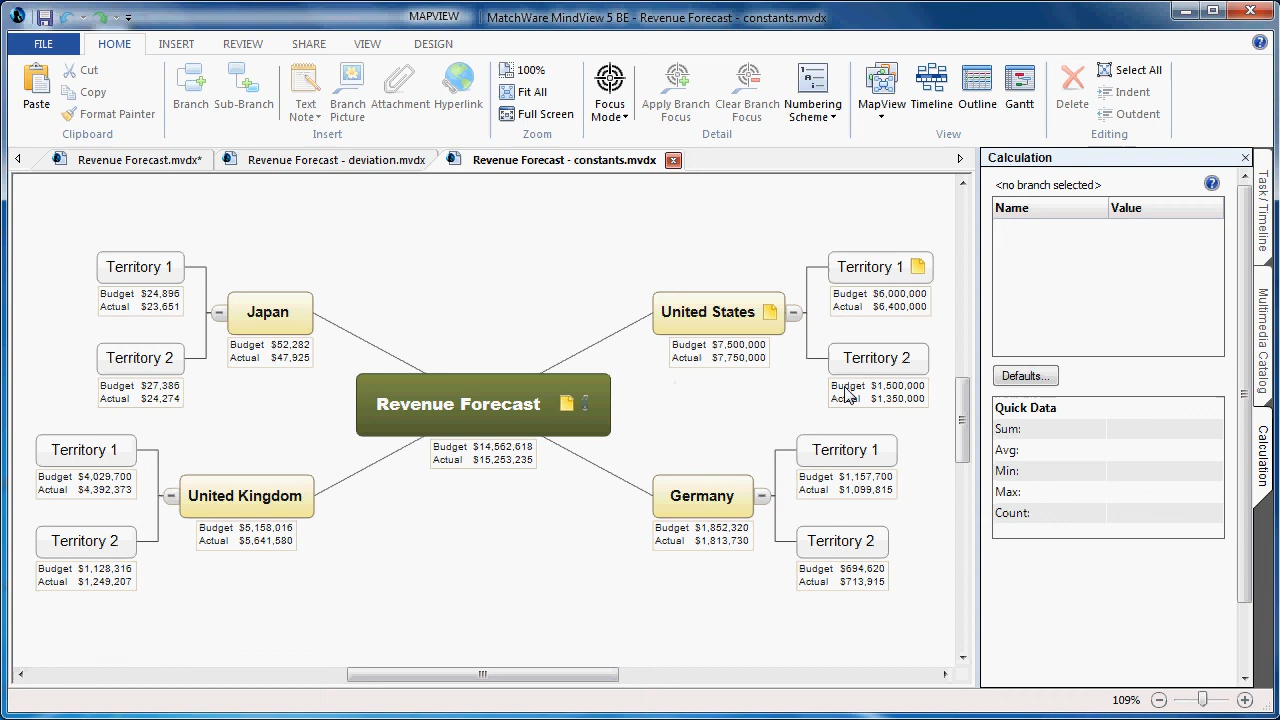 MAPVIEW
MatchWare MindView 5 BE - Revenue Forecast - constants.mvdx
FILE
HOME
INSERT
REVIEW
SHARE
VIEW
DESIGN
Paste
Cut
Copy
Format Painter
Clipboard
Branch
Sub-Branch
Text Note
Branch Picture
Attachment
Hyperlink
Insert
100%
Fit All
Full Screen
Zoom
Focus Mode
Apply Branch Focus
Clear Branch Focus
Numbering Scheme
Detail
MapView
Timeline
Outline
Gantt
View
Delete
Select All
Indent
Outdent
Editing
Revenue Forecast.mvdx*
Revenue Forecast - deviation.mvdx
Revenue Forecast - constants.mvdx
Territory 1
Budget $24,896
Actual $23,651
Japan
Budget $52,282
Actual $47,925
Territory 2
Budget $27,386
Actual $24,274
United States
Budget $7,500,000
Actual $7,750,000
Territory 1
Budget $6,000,000
Actual $6,400,000
Territory 2
Budget $1,500,000
Actual $1,350,000
Revenue Forecast
Budget $14,562,618
Actual $15,253,235
Territory 1
Budget $4,029,700
Actual $4,392,373
United Kingdom
Budget $5,158,016
Actual $5,641,580
Territory 2
Budget $1,128,316
Actual $1,249,207
Germany
Budget $1,852,320
Actual $1,813,730
Territory 1
Budget $1,157,700
Actual $1,099,815
Territory 2
Budget $694,620
Actual $713,915
Calculation
<no branch selected>
Name Value
Defaults...
Quick Data
Sum:
Avg:
Min:
Max:
Count:
Task / Timeline
Multimedia Catalog
Calculation
109%